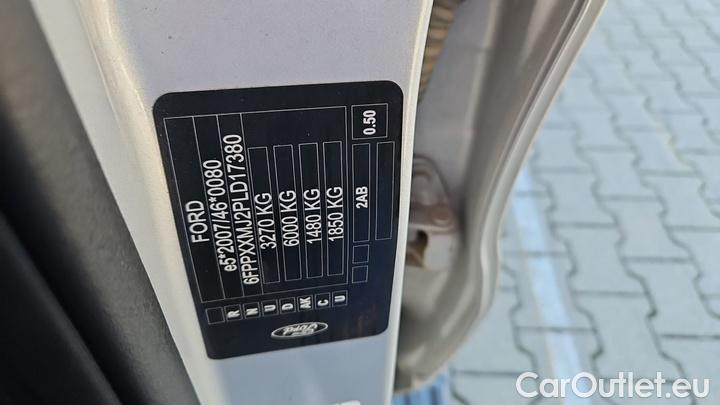 FORD
e5*2007/46*0080
6FPPXXMJ2PLD17380
3270 KG
6000 KG
1480 KG
1850 KG
2AB
0.50
R N U D AK C U
Ford
CarOutlet.eu